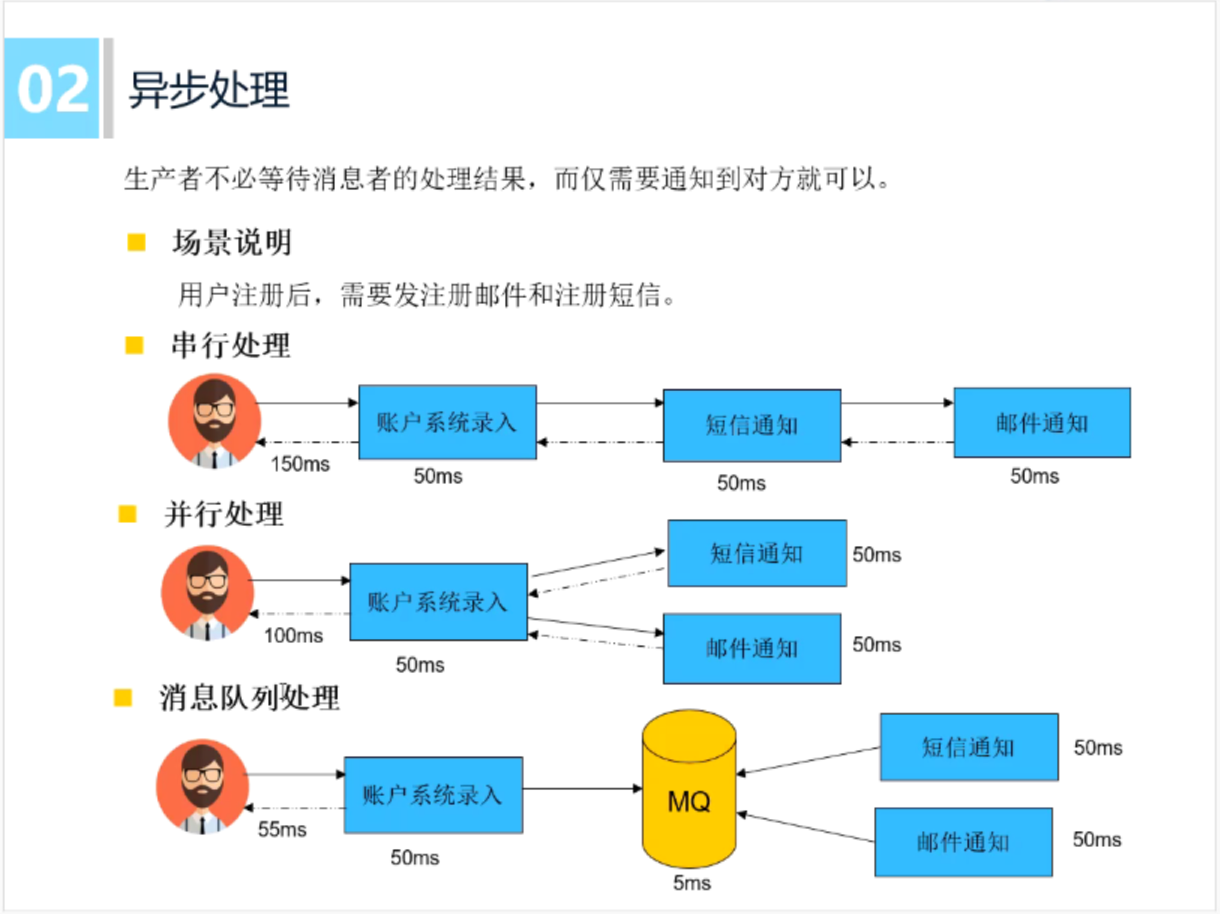 02 异步处理
生产者不必等待消息者的处理结果，而仅需要通知到对方就可以。
场景说明
用户注册后，需要发注册邮件和注册短信。
串行处理
账户系统录入
短信通知
邮件通知
150ms
50ms
50ms
50ms
并行处理
短信通知
50ms
账户系统录入
100ms
邮件通知
50ms
50ms
消息队列处理
短信通知
50ms
账户系统录入
MQ
55ms
邮件通知
50ms
50ms
5ms